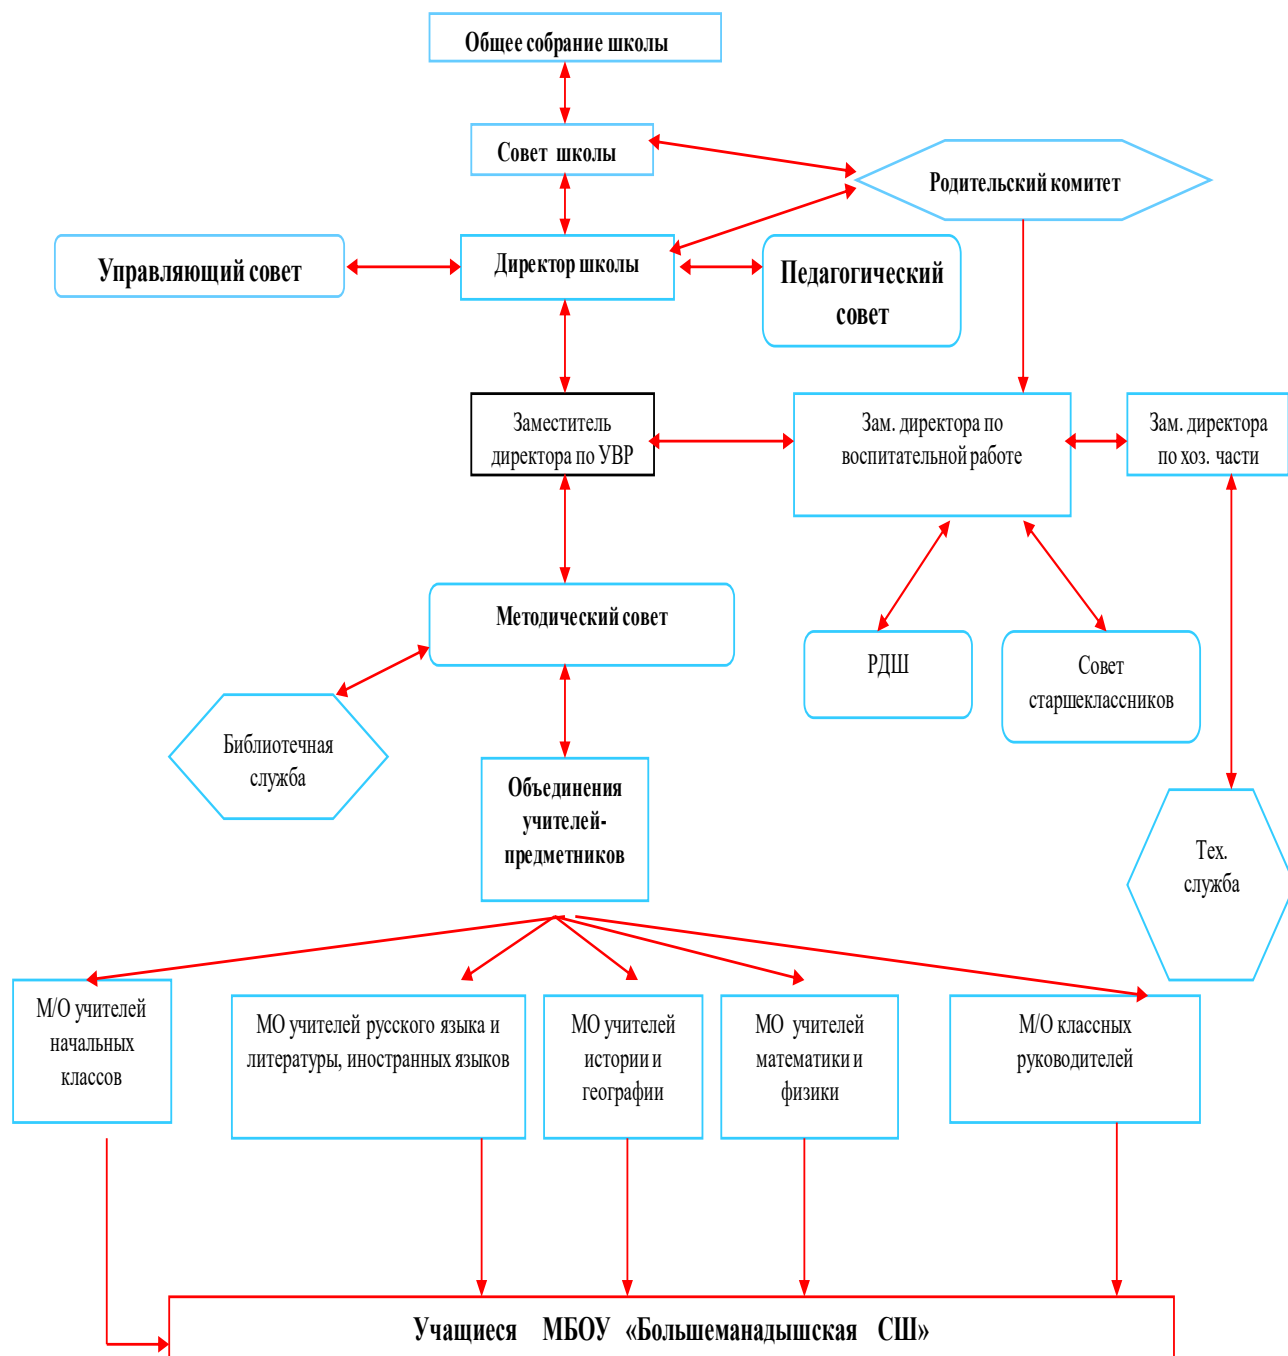 Общее собрание школы
Совет школы
Родительский комитет
Управляющий совет
Директор школы
Педагогический
совет
Заместитель
директора по УВР
Зам. директора по
воспитательной работе
Зам. директора
по хоз. части
Методический совет
РДШ
Совет
старшеклассников
Библиотечная
служба
Объединения
учителей-
предметников
Тех.
служба
М/О учителей
начальных
классов
МО учителей русского языка и
литературы, иностранных языков
МО учителей
истории и
географии
МО учителей
математики и
физики
М/О классных
руководителей
Учащиеся МБОУ «Большеманадышская СШ»